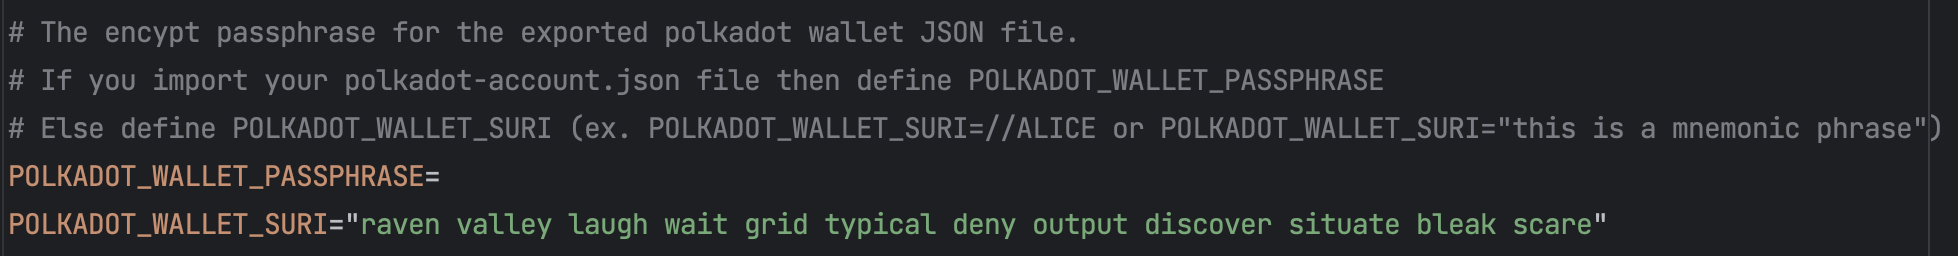 # The encypt passphrase for the exported polkadot wallet JSON file.
# If you import your polkadot-account.json file then define POLKADOT_WALLET_PASSPHRASE
# Else define POLKADOT_WALLET_SURI (ex. POLKADOT_WALLET_SURI=//ALICE or POLKADOT_WALLET_SURI="this is a mnemonic phrase")
POLKADOT_WALLET_PASSPHRASE=
POLKADOT_WALLET_SURI="raven valley laugh wait grid typical deny output discover situate bleak scare"